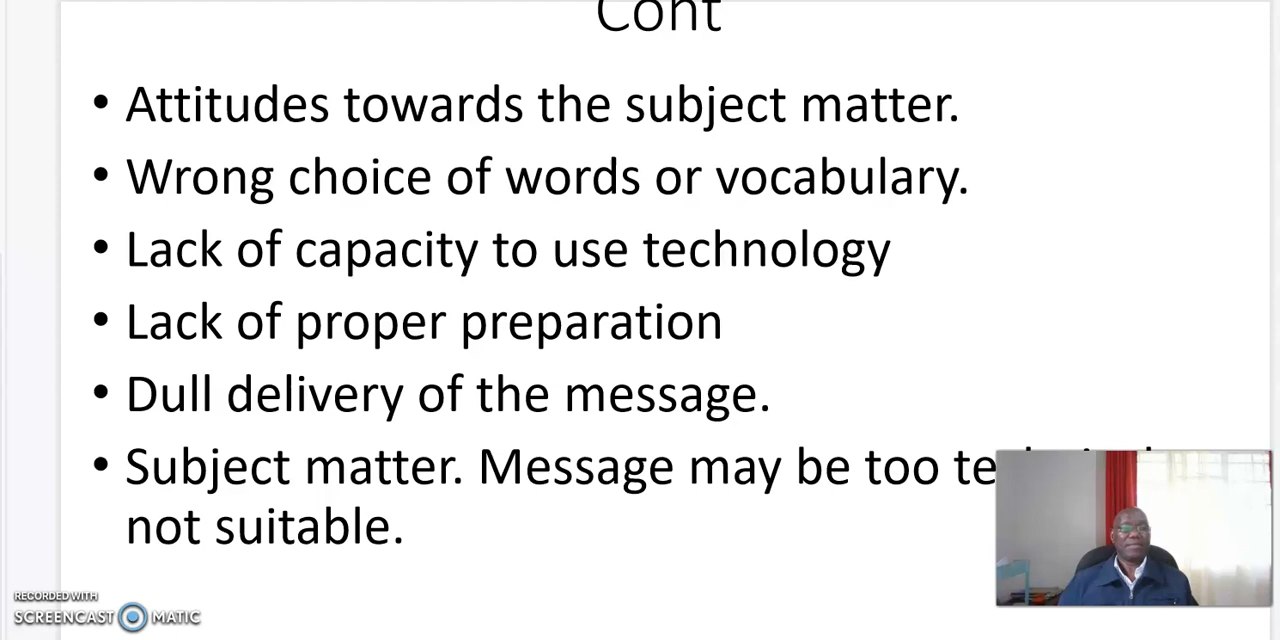 Cont
• Attitudes towards the subject matter.
• Wrong choice of words or vocabulary.
• Lack of capacity to use technology
• Lack of proper preparation
• Dull delivery of the message.
• Subject matter. Message may be too
not suitable.
RECORDED WITH
SCREENCAST MATIC